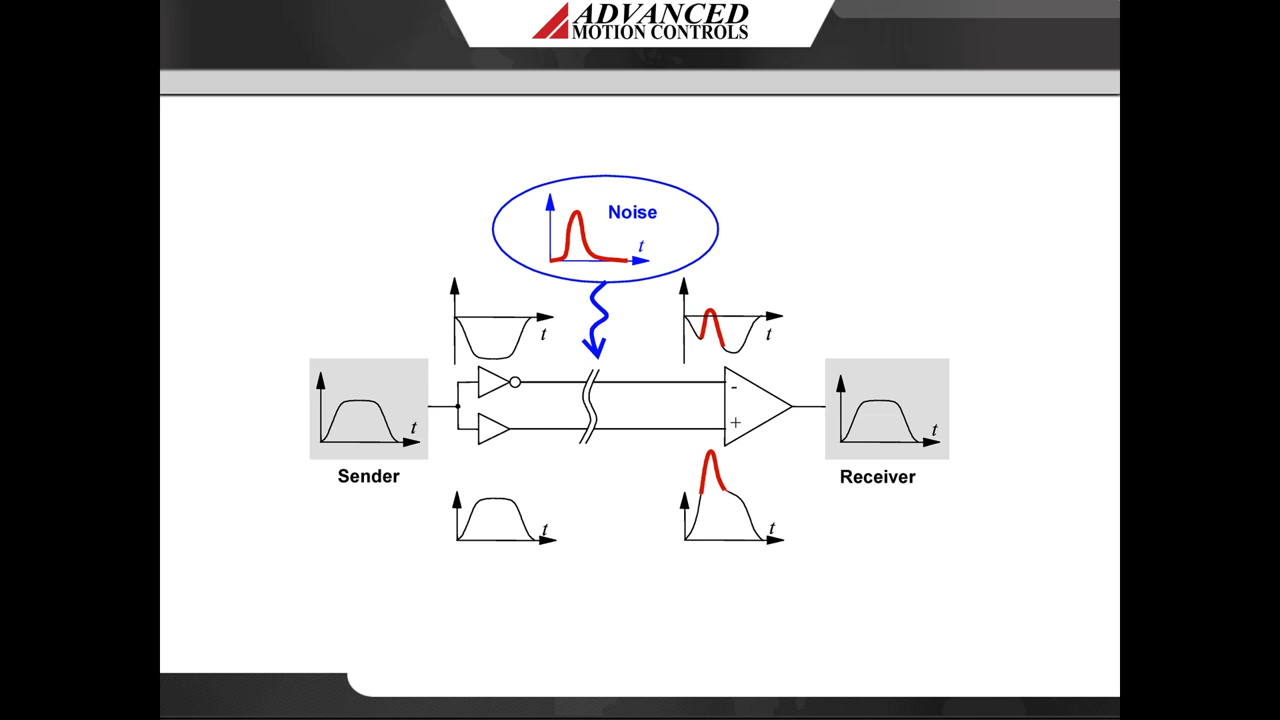 ADVANCED
MOTION CONTROLS
Noise
t
t
t
-
+
t
t
Sender
Receiver
t
t